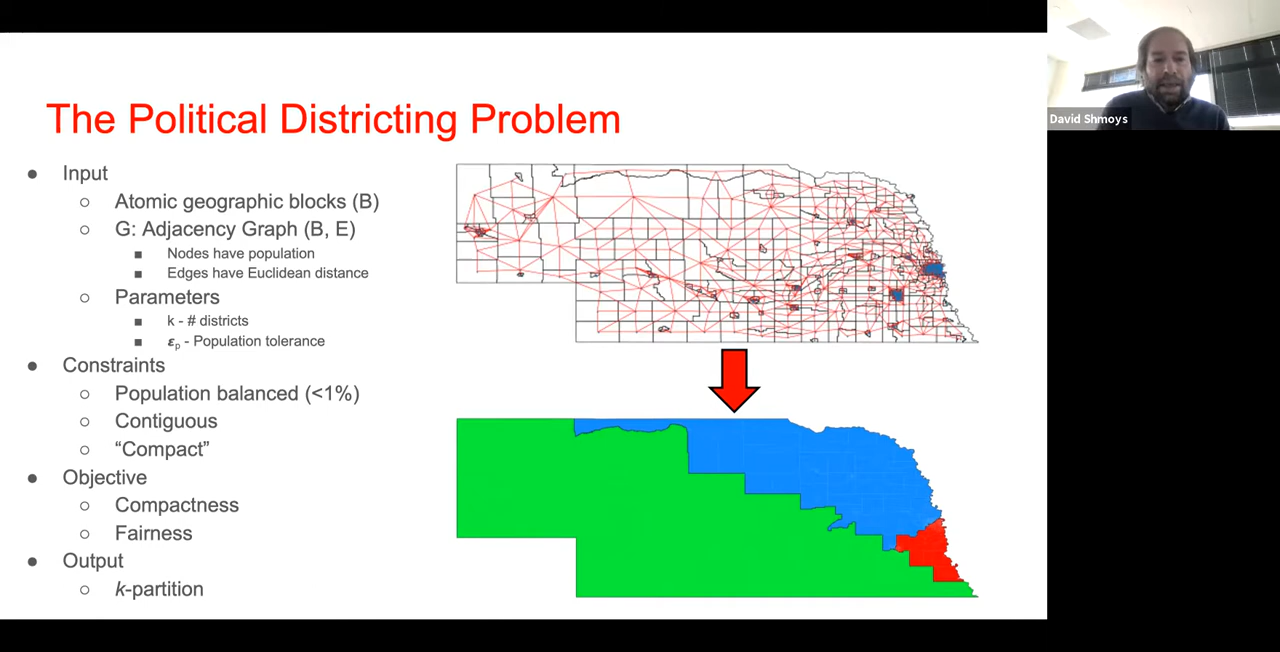 The Political Districting Problem
● Input
○ Atomic geographic blocks (B)
○ G: Adjacency Graph (B, E)
■ Nodes have population
■ Edges have Euclidean distance
○ Parameters
■ k - # districts
■ εp - Population tolerance
● Constraints
○ Population balanced (<1%)
○ Contiguous
○ “Compact”
● Objective
○ Compactness
○ Fairness
● Output
○ k-partition
David Shmoys